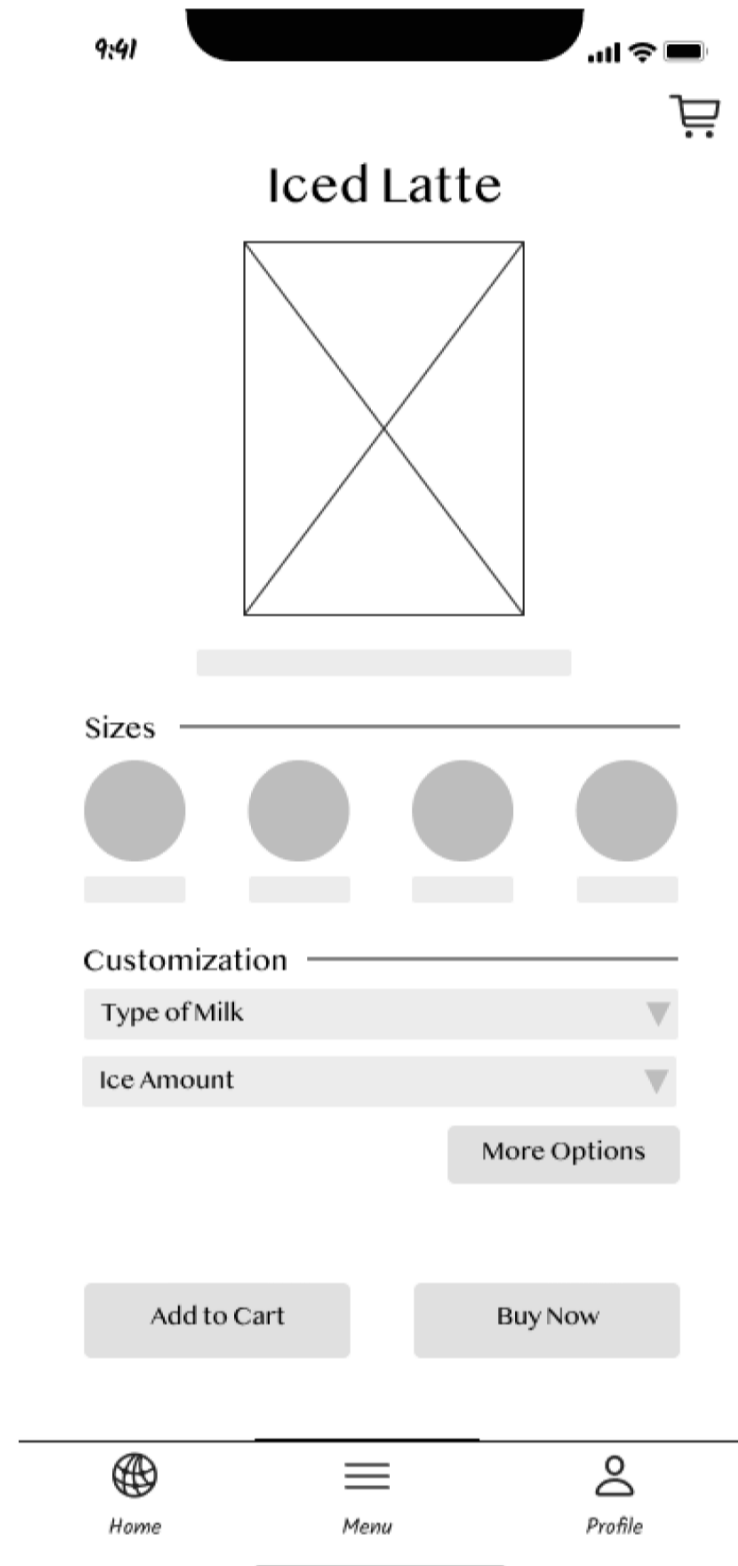 9:41
Iced Latte
Sizes
Customization
Type of Milk
Ice Amount
More Options
Add to Cart
Buy Now
Home
Menu
Profile